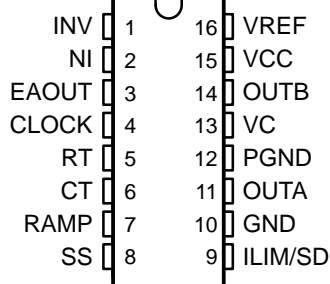 INV 1 16 VREF
NI 2 15 VCC
EAOUT 3 14 OUTB
CLOCK 4 13 VC
RT 5 12 PGND
CT 6 11 OUTA
RAMP 7 10 GND
SS 8 9 ILIM/SD